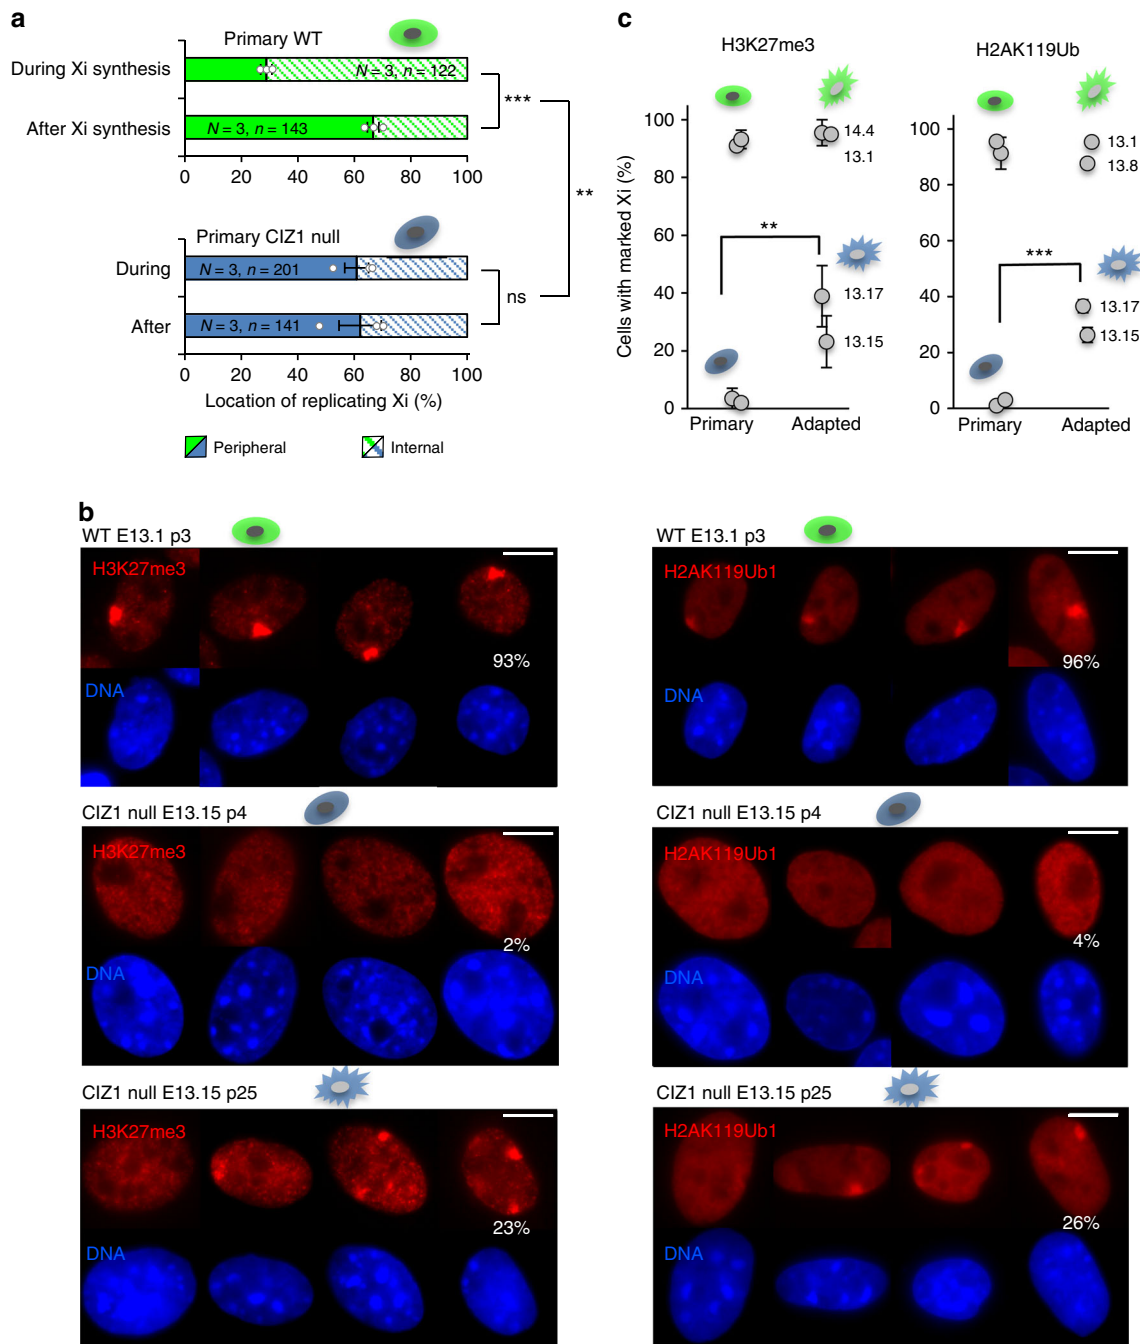 a
Primary WT
During Xi synthesis
N = 3, n = 122
***
After Xi synthesis
N = 3, n = 143
0 20 40 60 80 100
**
Primary CIZ1 null
During
N = 3, n = 201
ns
After
N = 3, n = 141
0 20 40 60 80 100
Location of replicating Xi (%)
Peripheral
Internal
c
H3K27me3
Cells with marked Xi (%)
100
80
60
40
20
0
14.4
13.1
**
13.17
13.15
Primary Adapted
H2AK119Ub
100
80
60
40
20
0
13.1
13.8
***
13.17
13.15
Primary Adapted
b
WT E13.1 p3
H3K27me3
93%
DNA
WT E13.1 p3
H2AK119Ub1
96%
DNA
CIZ1 null E13.15 p4
H3K27me3
2%
DNA
CIZ1 null E13.15 p4
H2AK119Ub1
4%
DNA
CIZ1 null E13.15 p25
H3K27me3
23%
DNA
CIZ1 null E13.15 p25
H2AK119Ub1
26%
DNA